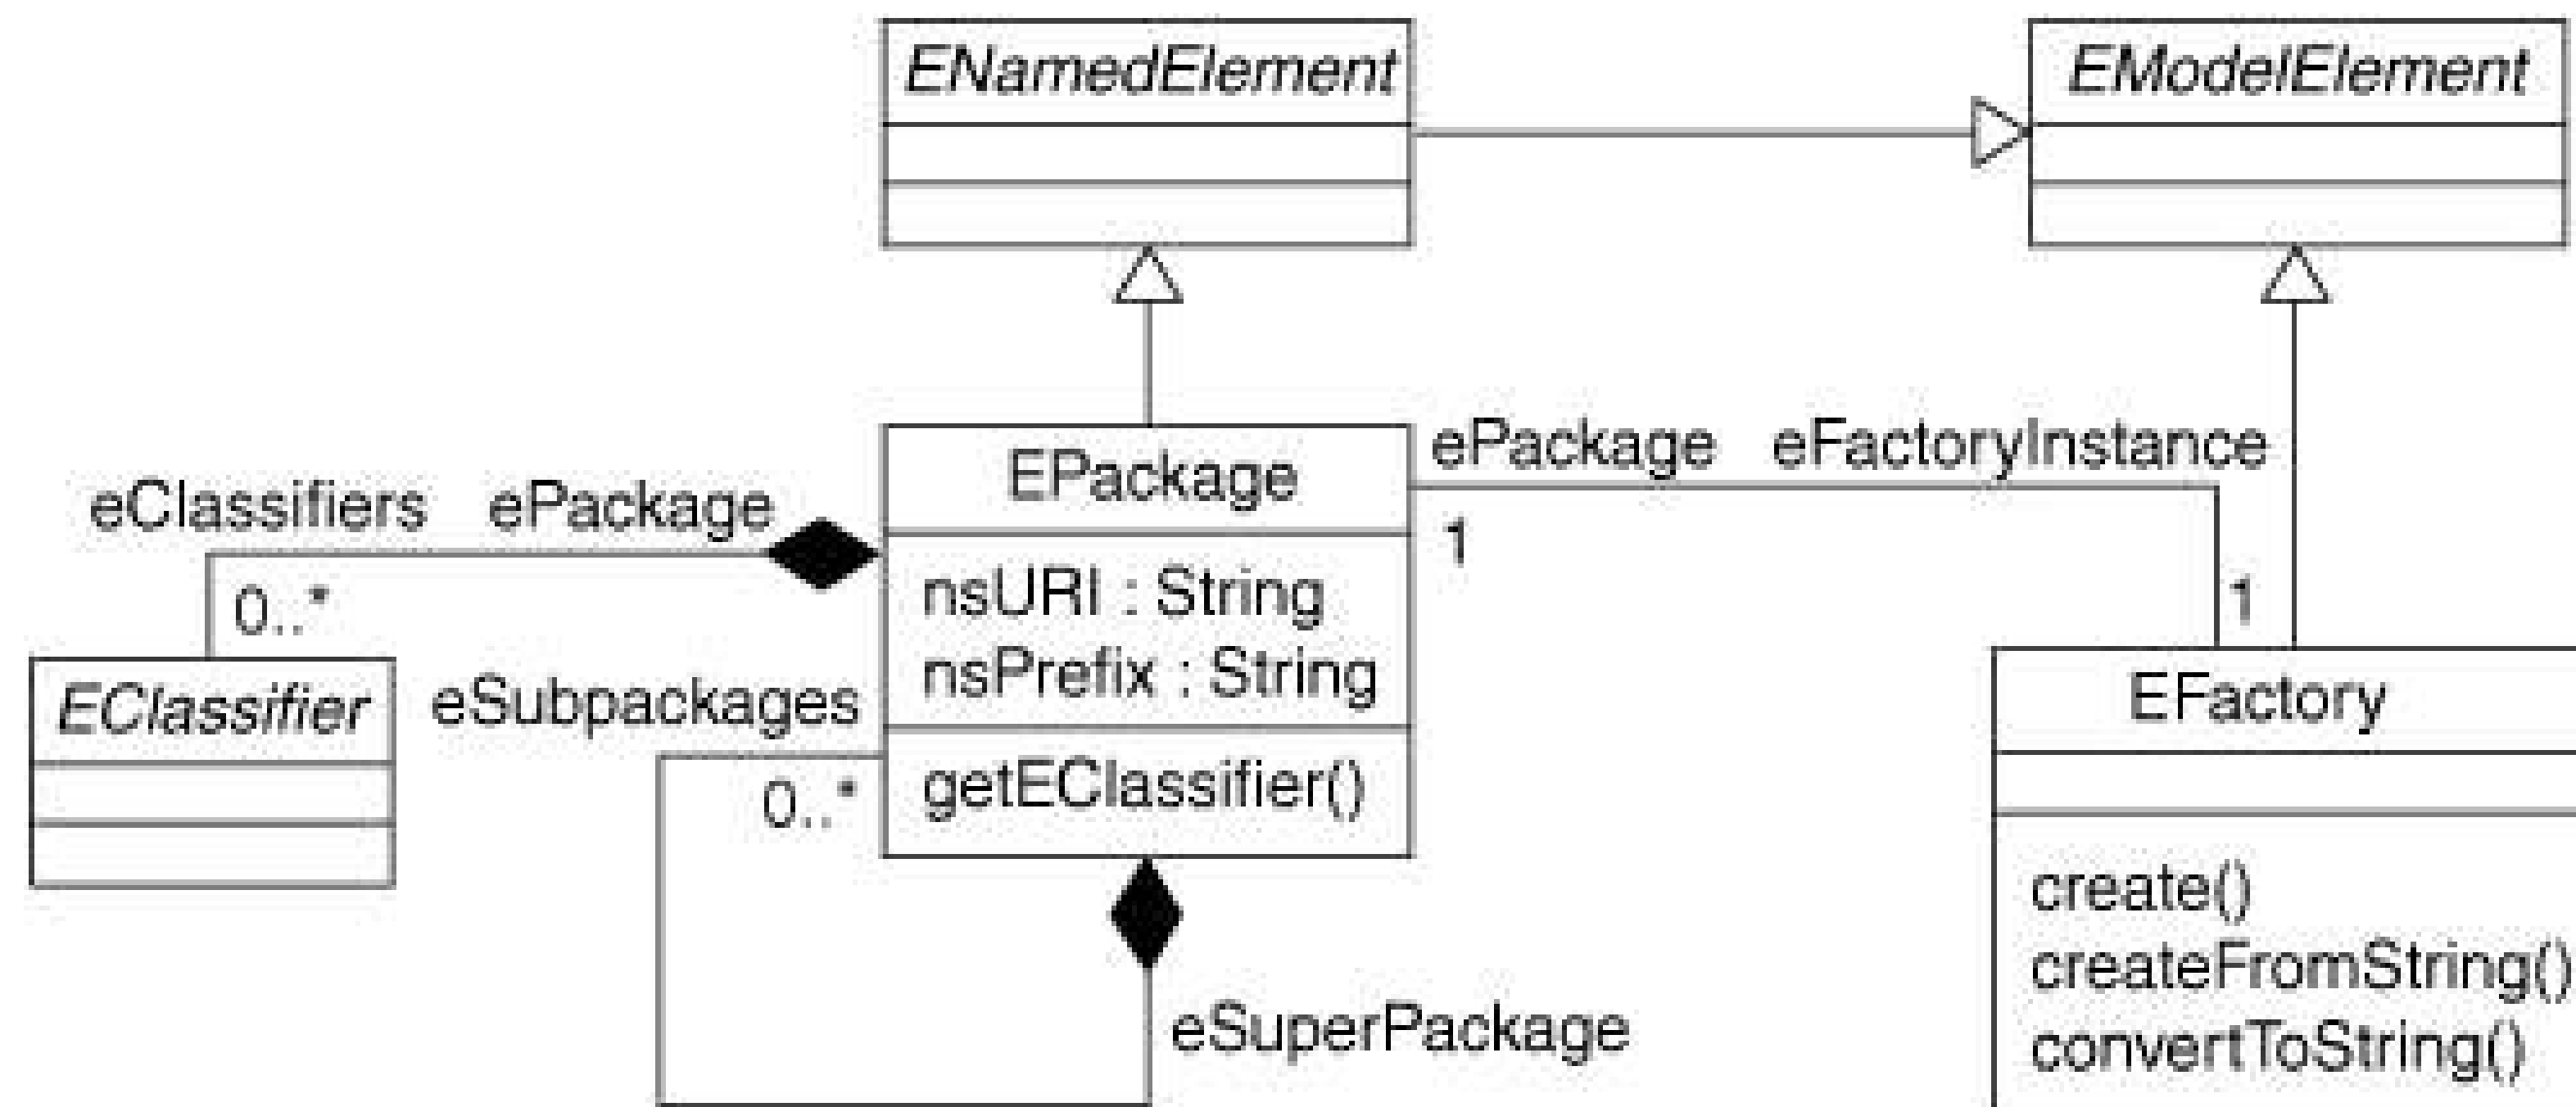 ENamedElement
EModelElement
EPackage
ePackage eFactoryInstance
eClassifiers ePackage
1
nsURI : String
0..*
1
nsPrefix : String
EClassifier
eSubpackages
EFactory
0..*
getEClassifier()
create()
createFromString()
eSuperPackage
convertToString()